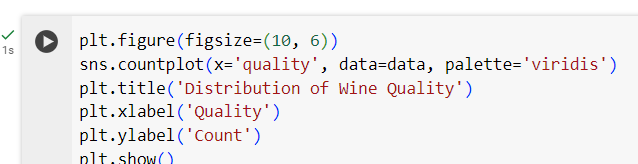 1s
plt.figure(figsize=(10, 6))
sns.countplot(x='quality', data=data, palette='viridis')
plt.title('Distribution of Wine Quality')
plt.xlabel('Quality')
plt.ylabel('Count')
plt.show()